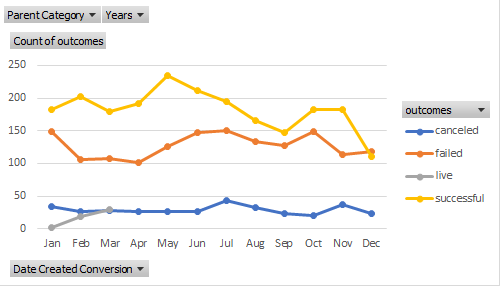 Parent Category Years
Count of outcomes
250
200
150
100
50
0
Jan Feb Mar Apr May Jun Jul Aug Sep Oct Nov Dec
outcomes
canceled
failed
live
successful
Date Created Conversion